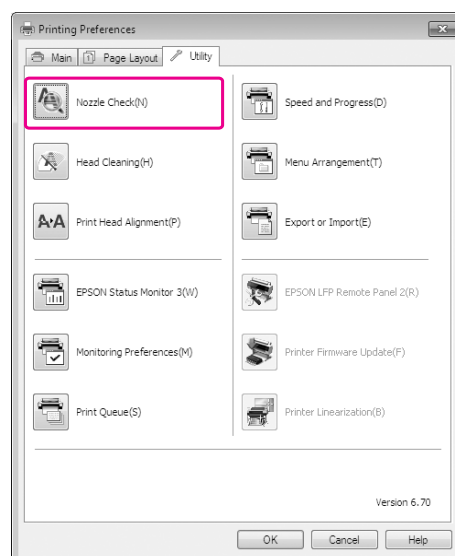 Printing Preferences
Main
Page Layout
Utility
Nozzle Check(N)
Speed and Progress(D)
Head Cleaning(H)
Menu Arrangement(T)
A
A
Print Head Alignment(P)
Export or Import(E)
EPSON Status Monitor 3(W)
EPSON LFP Remote Panel 2(R)
Monitoring Preferences(M)
Printer Firmware Update(F)
Print Queue(S)
Printer Linearization(B)
Version 6.70
OK
Cancel
Help